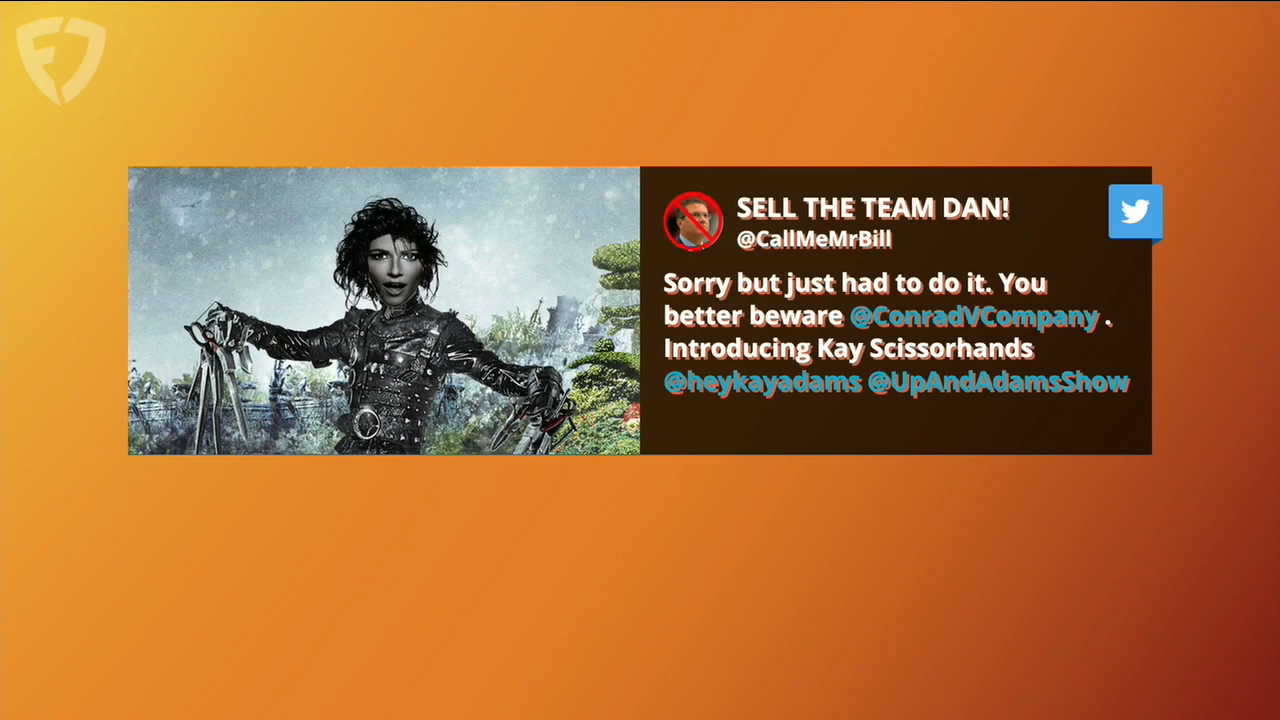 SELL THE TEAM DAN!
@CallMeMrBill
Sorry but just had to do it. You
better beware @ConradVCompany .
Introducing Kay Scissorhands
@heykayadams @UpAndAdamsShow